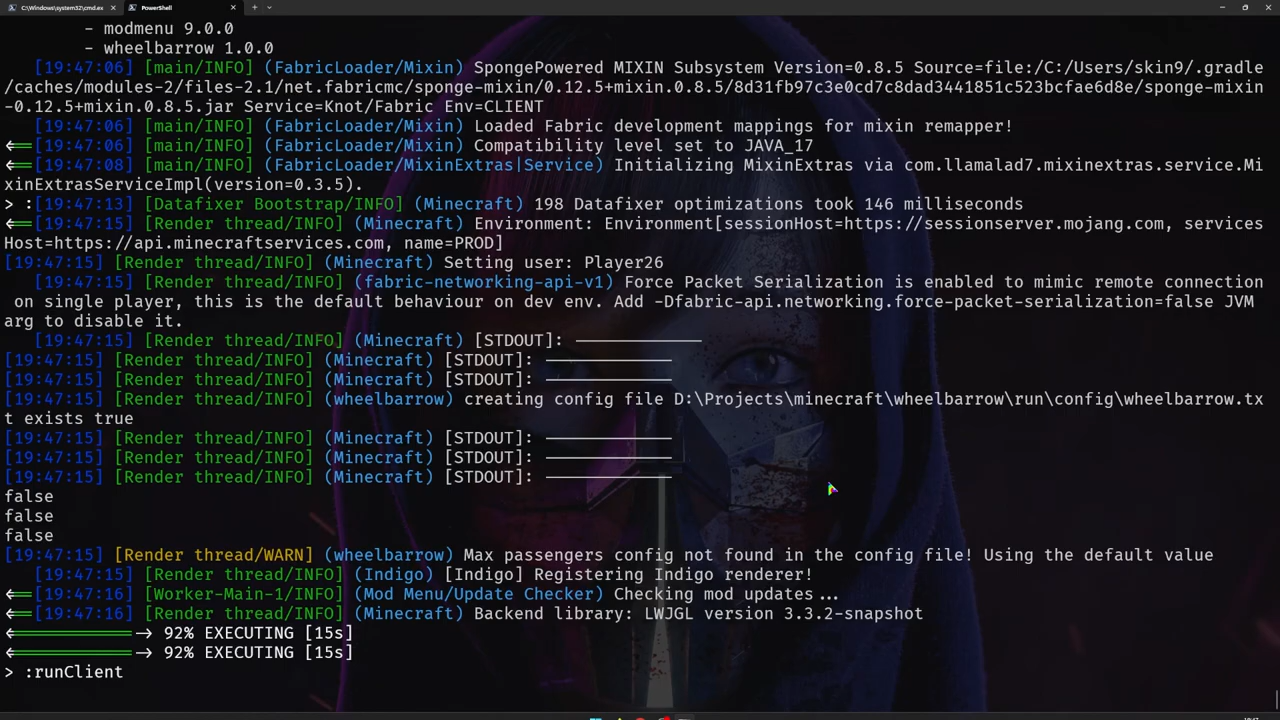 C:\Windows\system32\cmd.ex
PowerShell
- modmenu 9.0.0
- wheelbarrow 1.0.0
[19:47:06] [main/INFO] (FabricLoader/Mixin) SpongePowered MIXIN Subsystem Version=0.8.5 Source=file:/C:/Users/skin9/.gradle
/caches/modules-2/files-2.1/net.fabricmc/sponge-mixin/0.12.5+mixin.0.8.5/8d31fb97c3e0cd7c8dad3441851c523bcfae6d8e/sponge-mixin
-0.12.5+mixin.0.8.5.jar Service=Knot/Fabric Env=CLIENT
[19:47:06] [main/INFO] (FabricLoader/Mixin) Loaded Fabric development mappings for mixin remapper!
<== [19:47:06] [main/INFO] (FabricLoader/Mixin) Compatibility level set to JAVA_17
<== [19:47:08] [main/INFO] (FabricLoader/MixinExtras|Service) Initializing MixinExtras via com.llamalad7.mixinextras.service.Mi
xinExtrasServiceImpl(version=0.3.5).
> :[19:47:13] [Datafixer Bootstrap/INFO] (Minecraft) 198 Datafixer optimizations took 146 milliseconds
<== [19:47:15] [Render thread/INFO] (Minecraft) Environment: Environment[sessionHost=https://sessionserver.mojang.com, services
Host=https://api.minecraftservices.com, name=PROD]
[19:47:15] [Render thread/INFO] (Minecraft) Setting user: Player26
[19:47:15] [Render thread/INFO] (fabric-networking-api-v1) Force Packet Serialization is enabled to mimic remote connection
on single player, this is the default behaviour on dev env. Add -Dfabric-api.networking.force-packet-serialization=false JVM
arg to disable it.
[19:47:15] [Render thread/INFO] (Minecraft) [STDOUT]: ─────────────
[19:47:15] [Render thread/INFO] (Minecraft) [STDOUT]: ─────────────
[19:47:15] [Render thread/INFO] (Minecraft) [STDOUT]: ─────────────
[19:47:15] [Render thread/INFO] (wheelbarrow) creating config file D:\Projects\minecraft\wheelbarrow\run\config\wheelbarrow.tx
t exists true
[19:47:15] [Render thread/INFO] (Minecraft) [STDOUT]: ─────────────
[19:47:15] [Render thread/INFO] (Minecraft) [STDOUT]: ─────────────
[19:47:15] [Render thread/INFO] (Minecraft) [STDOUT]: ─────────────
false
false
false
[19:47:15] [Render thread/WARN] (wheelbarrow) Max passengers config not found in the config file! Using the default value
[19:47:15] [Render thread/INFO] (Indigo) [Indigo] Registering Indigo renderer!
<== [19:47:16] [Worker-Main-1/INFO] (Mod Menu/Update Checker) Checking mod updates...
<== [19:47:16] [Render thread/INFO] (Minecraft) Backend library: LWJGL version 3.3.2-snapshot
<============-> 92% EXECUTING [15s]
<============-> 92% EXECUTING [15s]
> :runClient